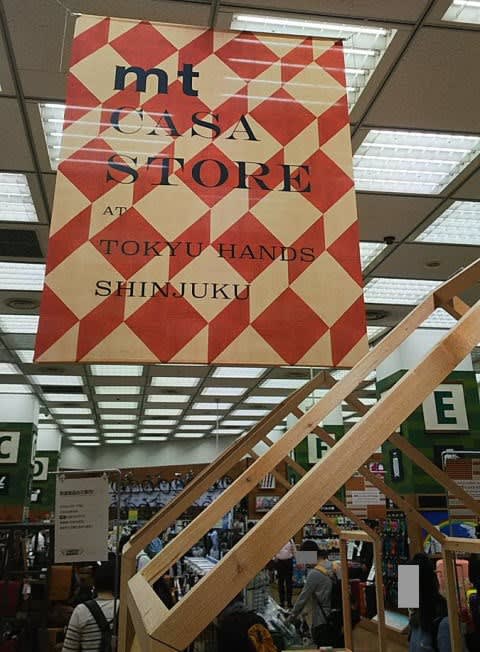 mt
CASA
STORE
AT
TOKYU HANDS
SHINJUKU
E
F
C
D